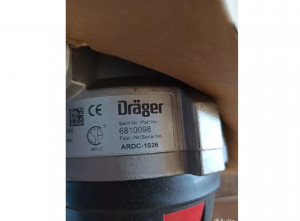 Dräger
Sach-Nr./Part No
6810098
Fabr.-Nr./Serial No.
ARDC-1026
CE